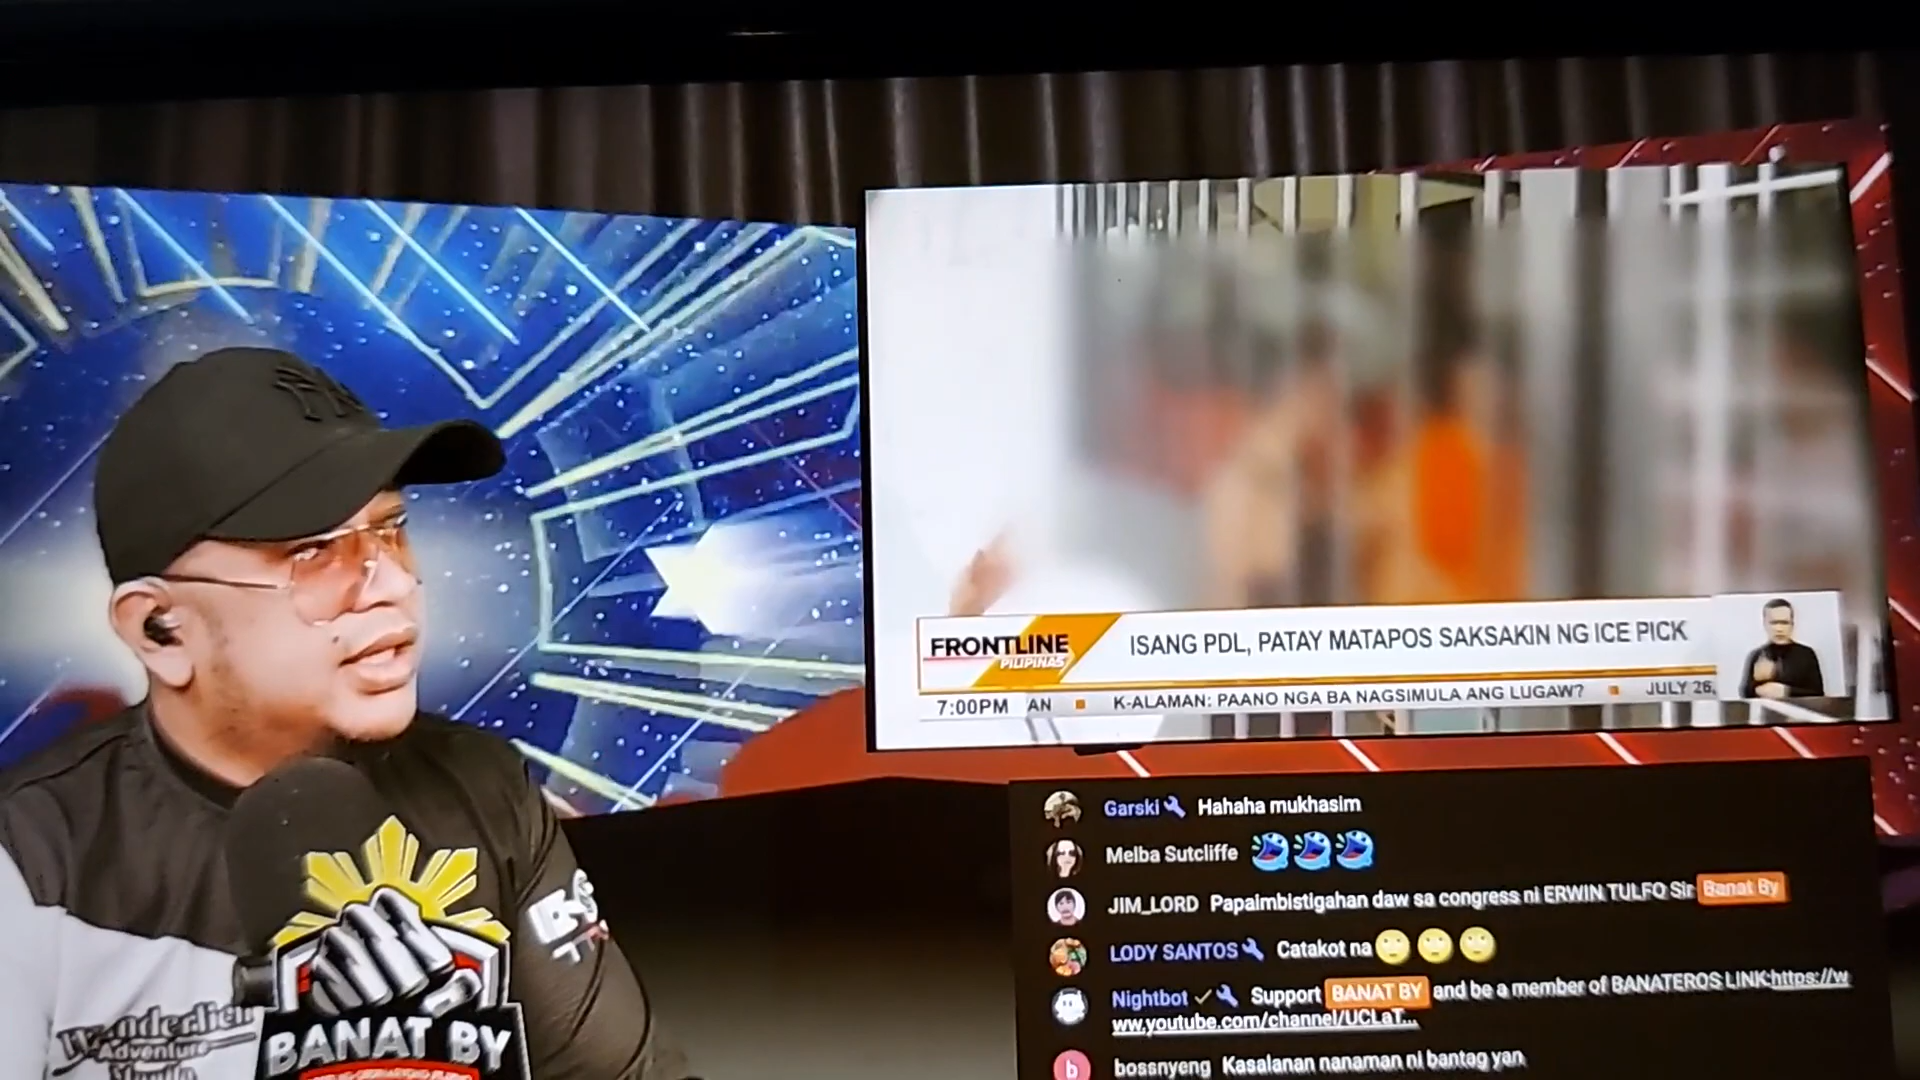 NY
FRONTLINE
PILIPINAS
ISANG PDL, PATAY MATAPOS SAKSAKIN NG ICE PICK
7:00PM AN K-ALAMAN: PAANO NGA BA NAGSIMULA ANG LUGAW? JULY 26,
Garski Hahaha mukhasim
Melba Sutcliffe
JIM_LORD Papaimbistigahan daw sa congress ni ERWIN TULFO Sir Banat By
LODY SANTOS Catakot na
Nightbot Support BANAT BY and be a member of BANATEROS LINK:https://w
ww.youtube.com/channel/UCLaT...
b bossnyeng Kasalanan nanaman ni bantag yan
Wanderlich
Adventure
Manila
BANAT BY